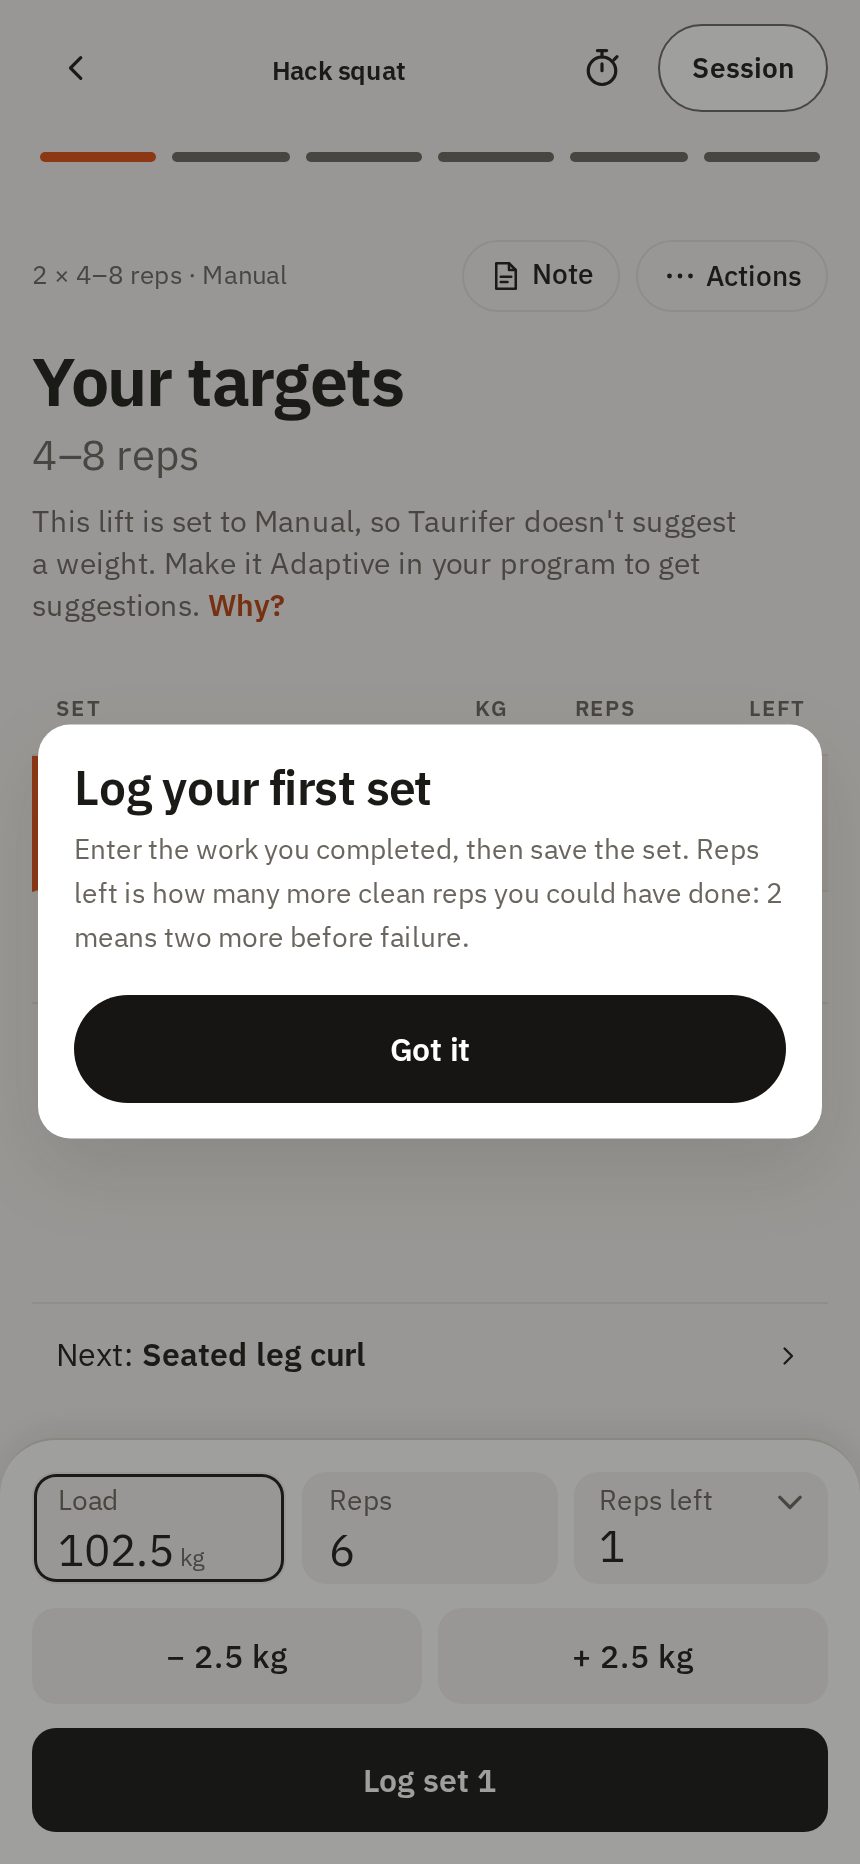 Hack squat
Session
2 × 4–8 reps · Manual
Note
Actions
Your targets
4–8 reps
This lift is set to Manual, so Taurifer doesn't suggest
a weight. Make it Adaptive in your program to get
suggestions. Why?
SET KG REPS LEFT
Log your first set
Enter the work you completed, then save the set. Reps
left is how many more clean reps you could have done: 2
means two more before failure.
Got it
Next: Seated leg curl
Load Reps Reps left
102.5 kg 6 1
− 2.5 kg + 2.5 kg
Log set 1